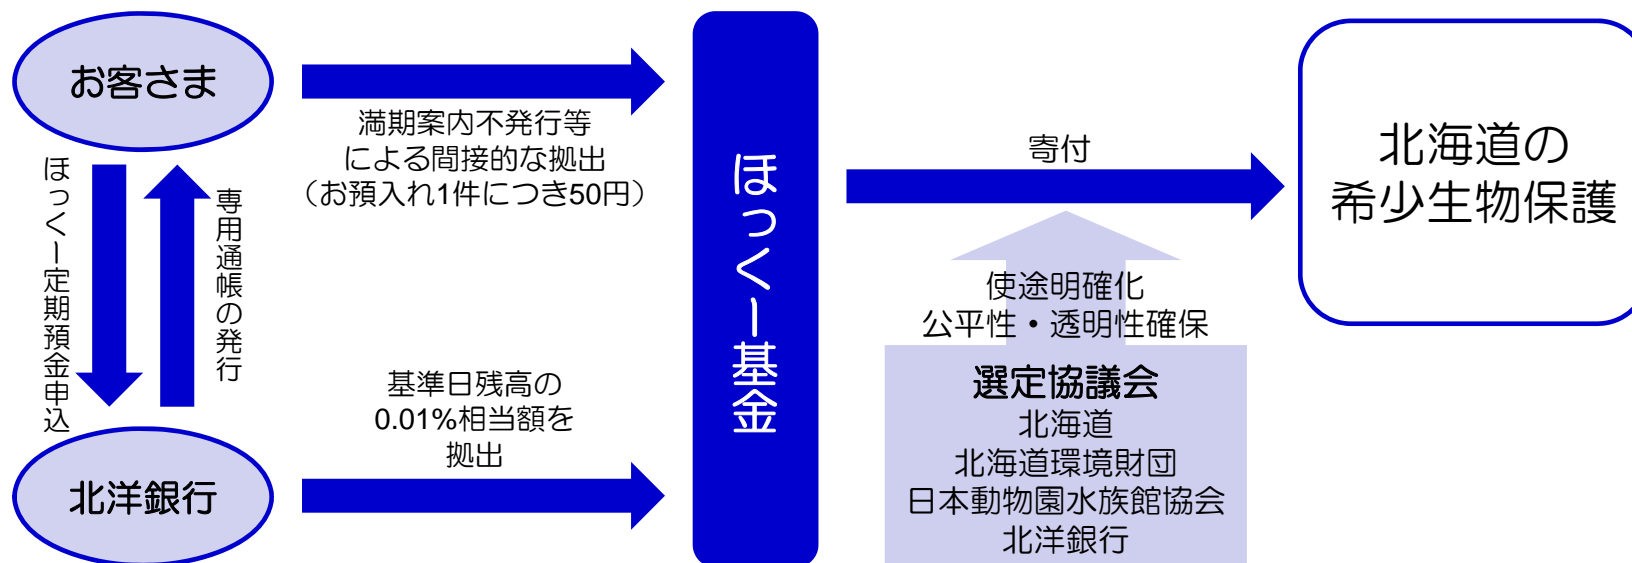 お客さま
ほっくー定期預金申込
専用通帳の発行
北洋銀行
満期案内不発行等
による間接的な拠出
（お預入れ1件につき50円）
基準日残高の
0.01%相当額を
拠出
ほっくー基金
寄付
使途明確化
公平性・透明性確保
選定協議会
北海道
北海道環境財団
日本動物園水族館協会
北洋銀行
北海道の
希少生物保護